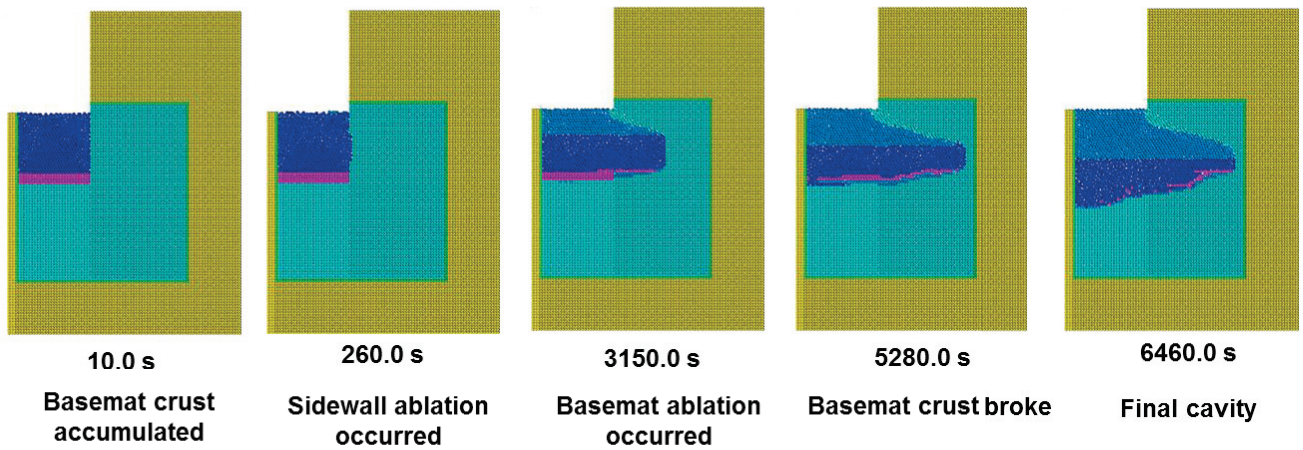 10.0 s
260.0 s
3150.0 s
5280.0 s
6460.0 s
Basemat crust
accumulated
Sidewall ablation
occurred
Basemat ablation
occurred
Basemat crust broke
Final cavity